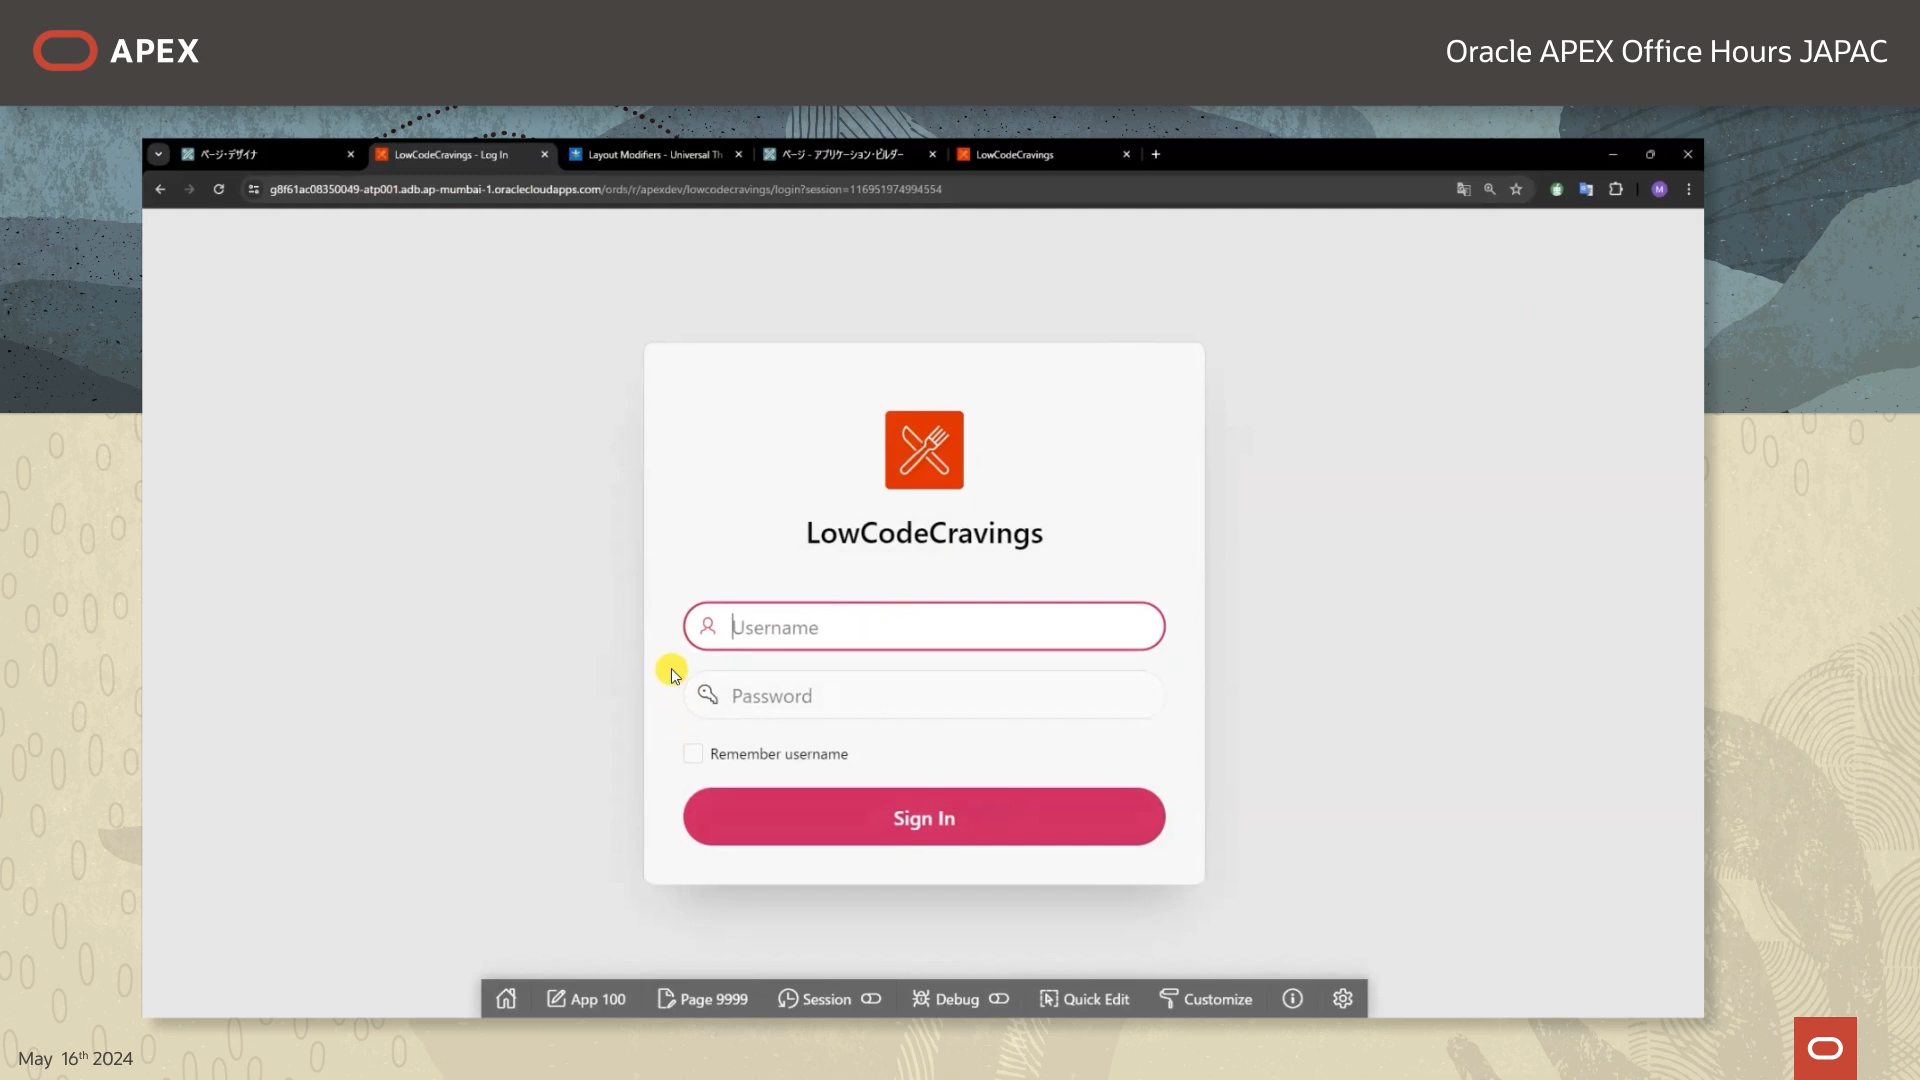 APEX
Oracle APEX Office Hours JAPAC
ページ・デザイナ
LowCodeCravings - Log In
Layout Modifiers - Universal Th
ページ - アプリケーション・ビルダー
LowCodeCravings
g8f61ac08350049-atp001.adb.ap-mumbai-1.oraclecloudapps.com/ords/r/apexdev/lowcodecravings/login?session=116951974994554
M
LowCodeCravings
Username
Password
Remember username
Sign In
App 100
Page 9999
Session
Debug
Quick Edit
Customize
May 16th 2024